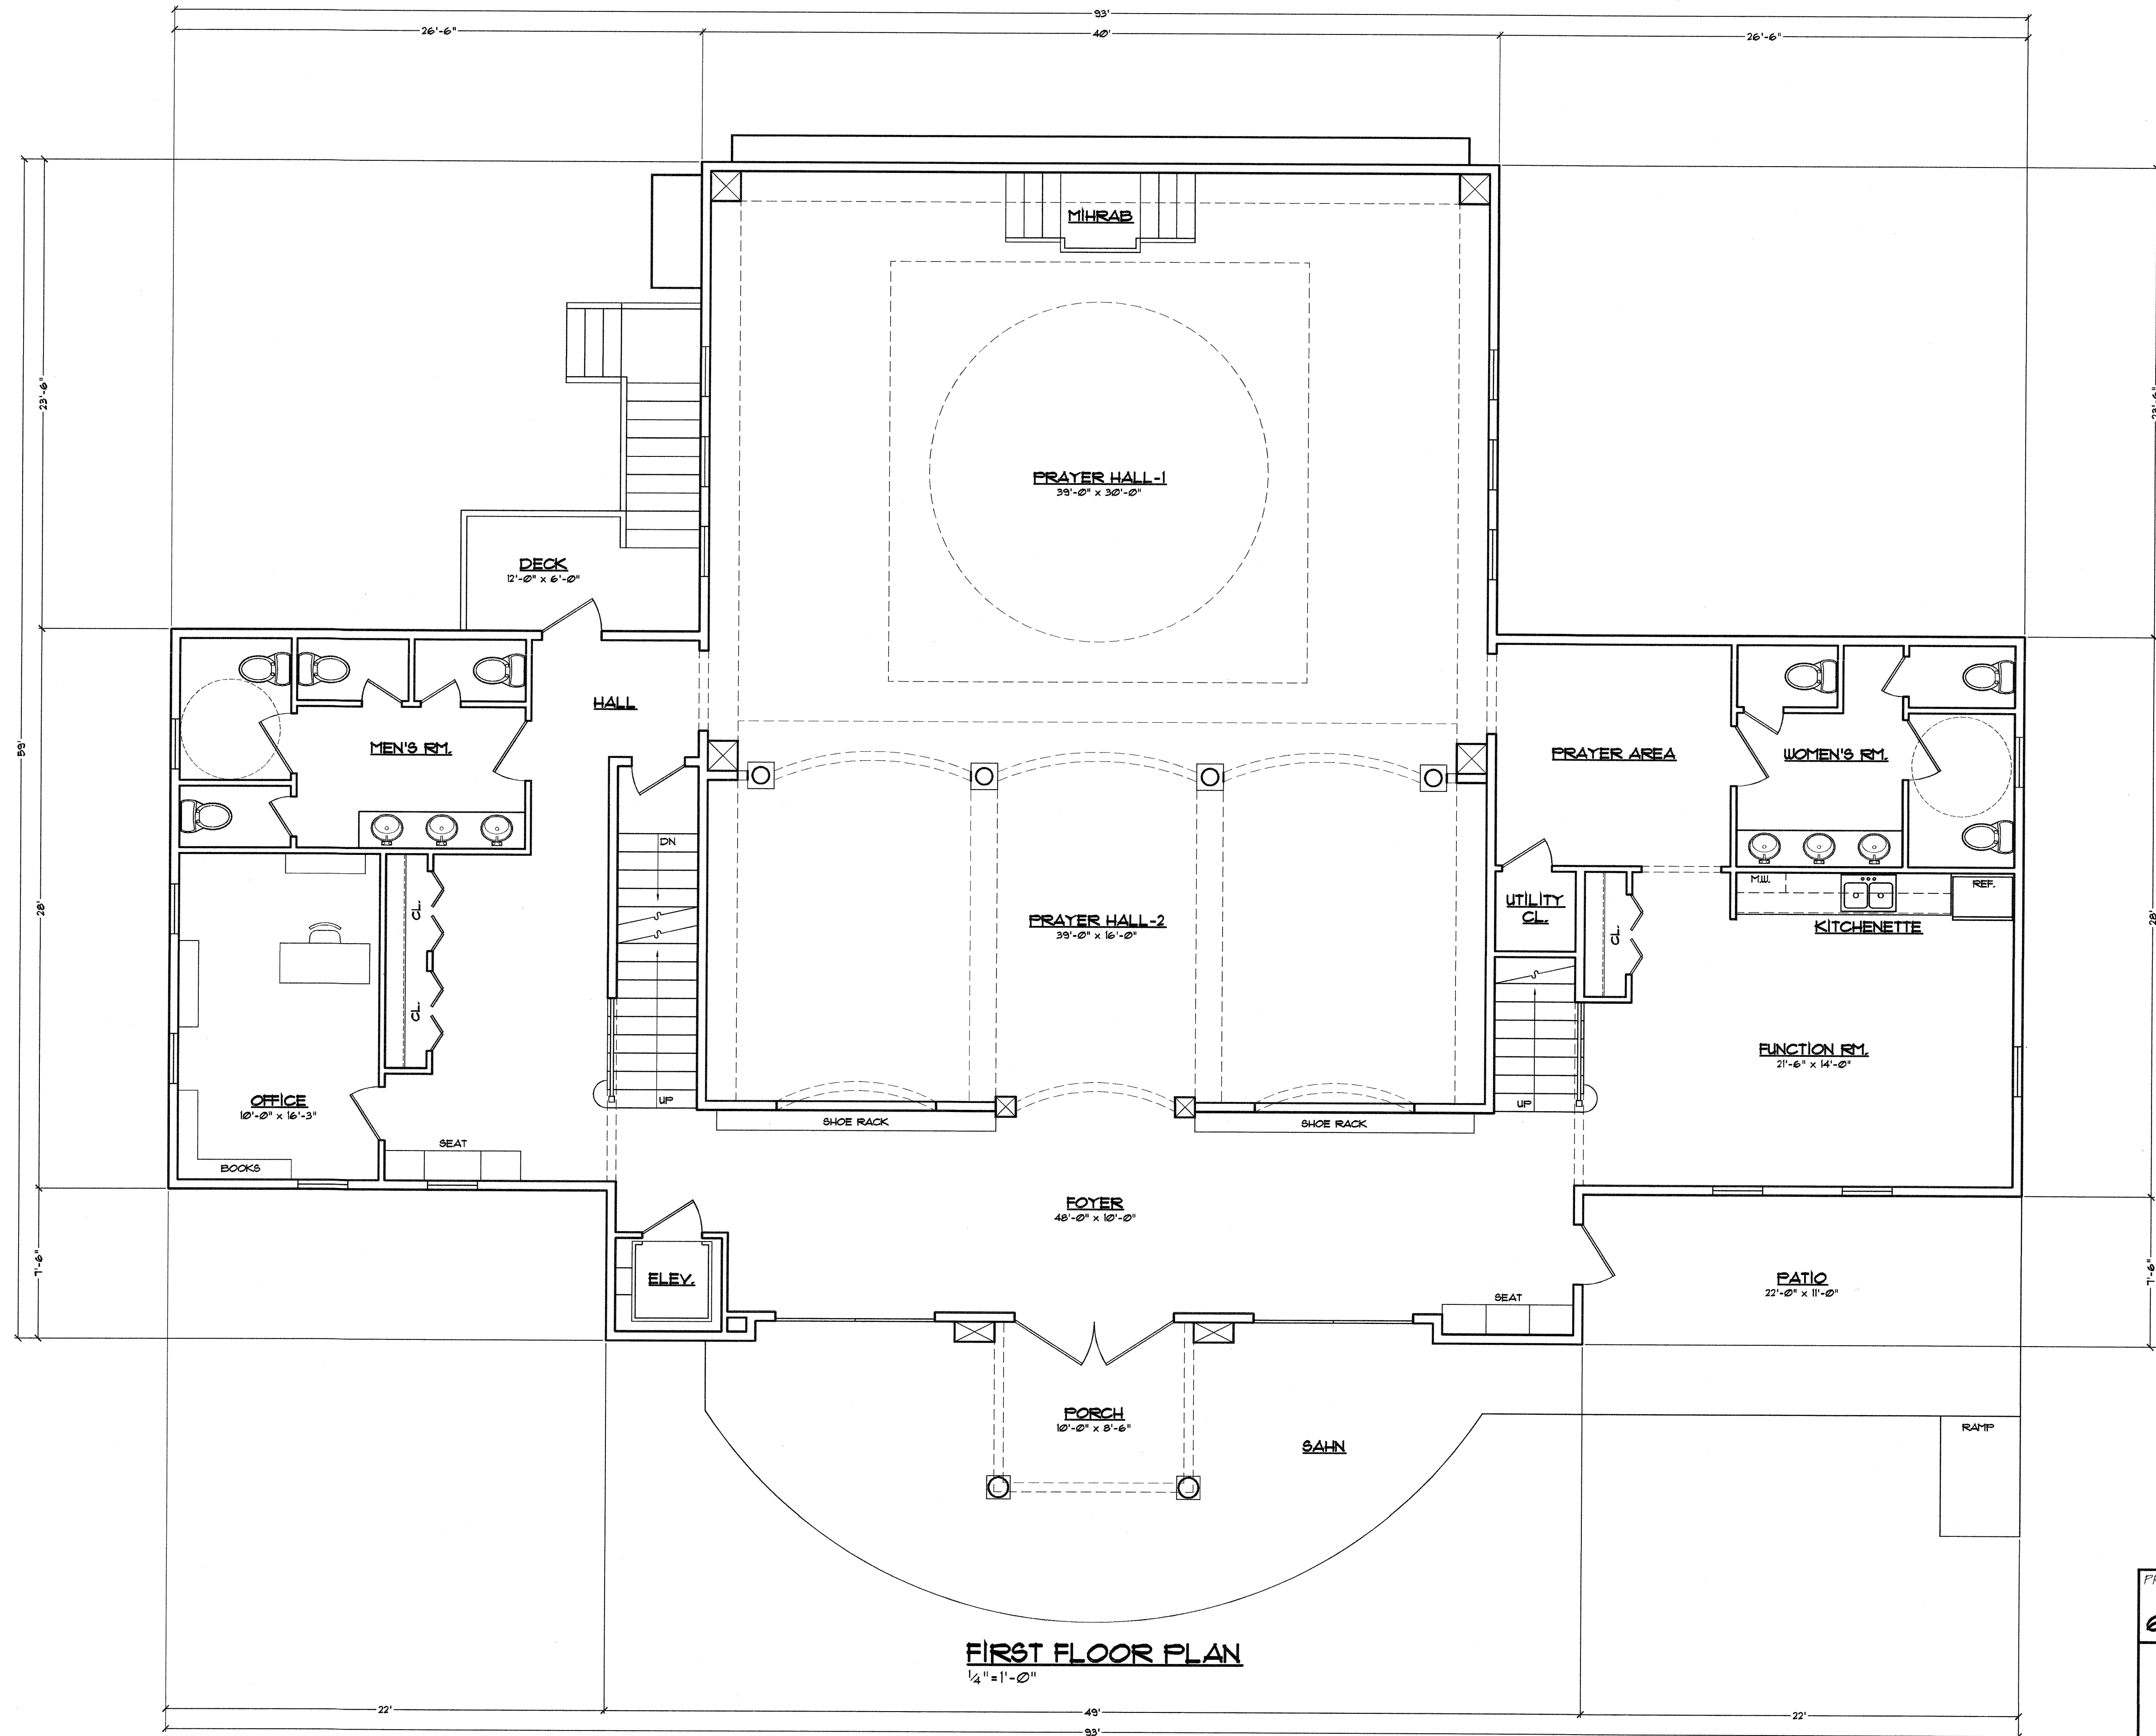 93'
26'-6"
40'
26'-6"
MIHRAB
23'-6"
23'-6"
PRAYER HALL-1
39'-0" x 30'-0"
DECK
12'-0" x 6'-0"
HALL
MEN'S RM.
PRAYER AREA
WOMEN'S RM.
59'
DN
M.W.
REF.
UTILITY
CL.
KITCHENETTE
CL.
CL.
28'
28'
PRAYER HALL-2
39'-0" x 16'-0"
CL.
FUNCTION RM.
21'-6" x 14'-0"
OFFICE
10'-0" x 16'-3"
UP
UP
SHOE RACK
SHOE RACK
SEAT
BOOKS
FOYER
48'-0" x 10'-0"
7'-6"
7'-6"
ELEV.
PATIO
22'-0" x 11'-0"
SEAT
PORCH
10'-0" x 8'-6"
SAHN
RAMP
FIRST FLOOR PLAN
1/4"=1'-0"
22'
49'
22'
93'